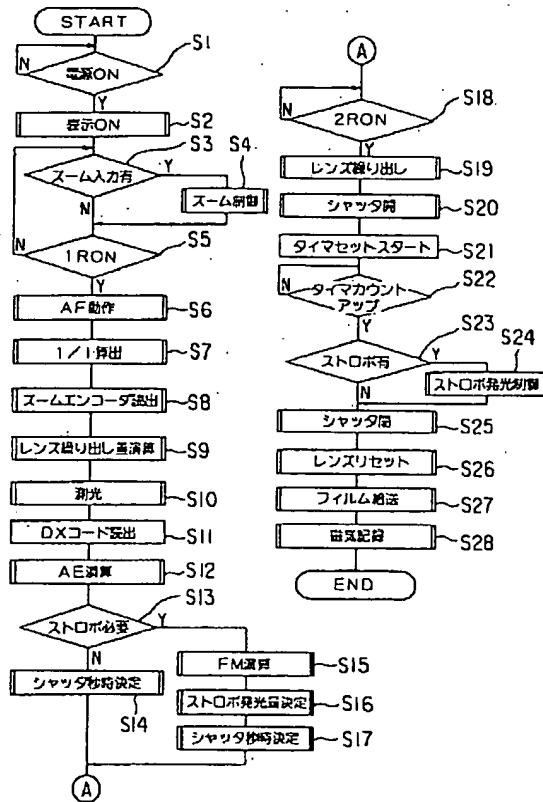 START
S1
電源ON
N
Y
表示ON
S2
S3
ズーム入力有
Y
S4
ズーム制御
N
S5
1RON
N
Y
AF動作
S6
1/l算出
S7
ズームエンコーダ読出
S8
レンズ繰り出し量演算
S9
測光
S10
DXコード読出
S11
AE演算
S12
S13
ストロボ必要
Y
N
シャッタ秒時決定
S14
FM演算
S15
ストロボ発光量決定
S16
シャッタ秒時決定
S17
A
A
S18
2RON
N
Y
レンズ繰り出し
S19
シャッタ開
S20
タイマセットスタート
S21
S22
タイマカウント
アップ
N
Y
S23
ストロボ有
Y
S24
ストロボ発光制御
N
シャッタ閉
S25
レンズリセット
S26
フィルム給送
S27
磁気記録
S28
END